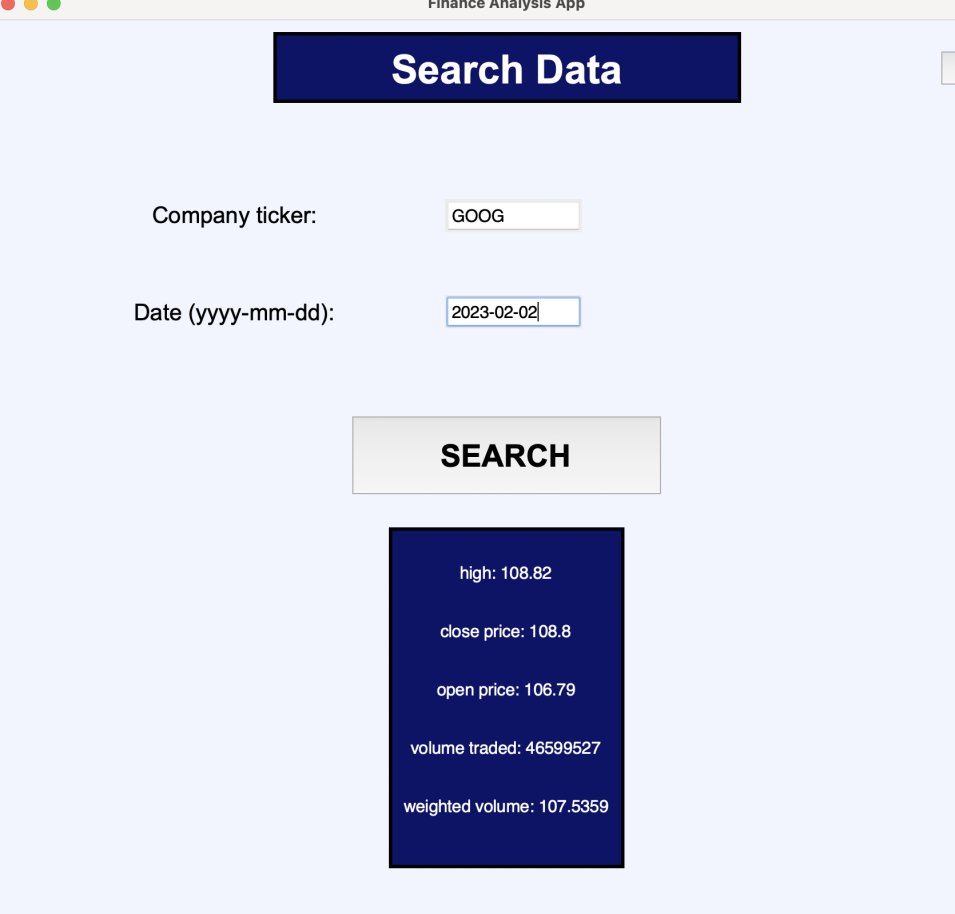 Finance Analysis App
Search Data
Company ticker: GOOG
Date (yyyy-mm-dd): 2023-02-02
SEARCH
high: 108.82
close price: 108.8
open price: 106.79
volume traded: 46599527
weighted volume: 107.5359